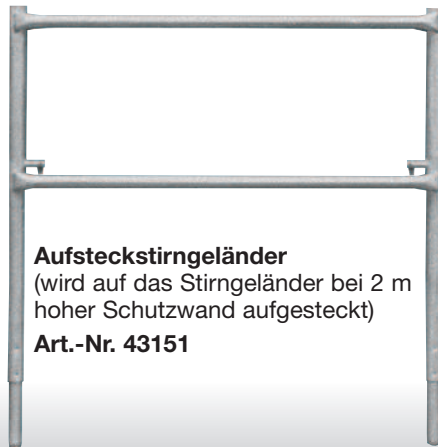 Aufsteckstirngeländer
(wird auf das Stirngeländer bei 2 m
hoher Schutzwand aufgesteckt)
Art.-Nr. 43151